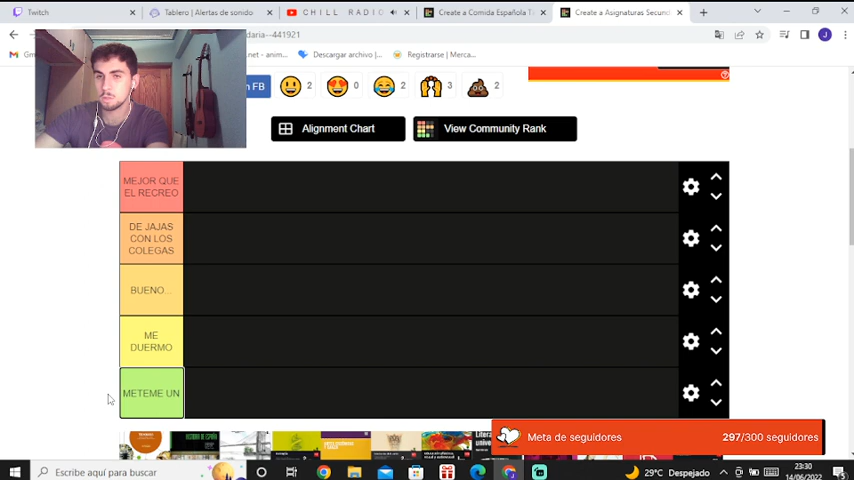 Twitch
Tablero | Alertas de sonido
C H I L L R A D I O
Create a Comida Española T
Create a Asignaturas Secund
daria--441921
Descargar archivo |...
Registrarse | Merca...
J
n FB
2
0
2
3
2
Alignment Chart
View Community Rank
MEJOR QUE
EL RECREO
DE JAJAS
CON LOS
COLEGAS
BUENO...
ME
DUERMO
METEME UN
Meta de seguidores
297/300 seguidores
Escribe aquí para buscar
29°C Despejado
23:30
14/06/2022